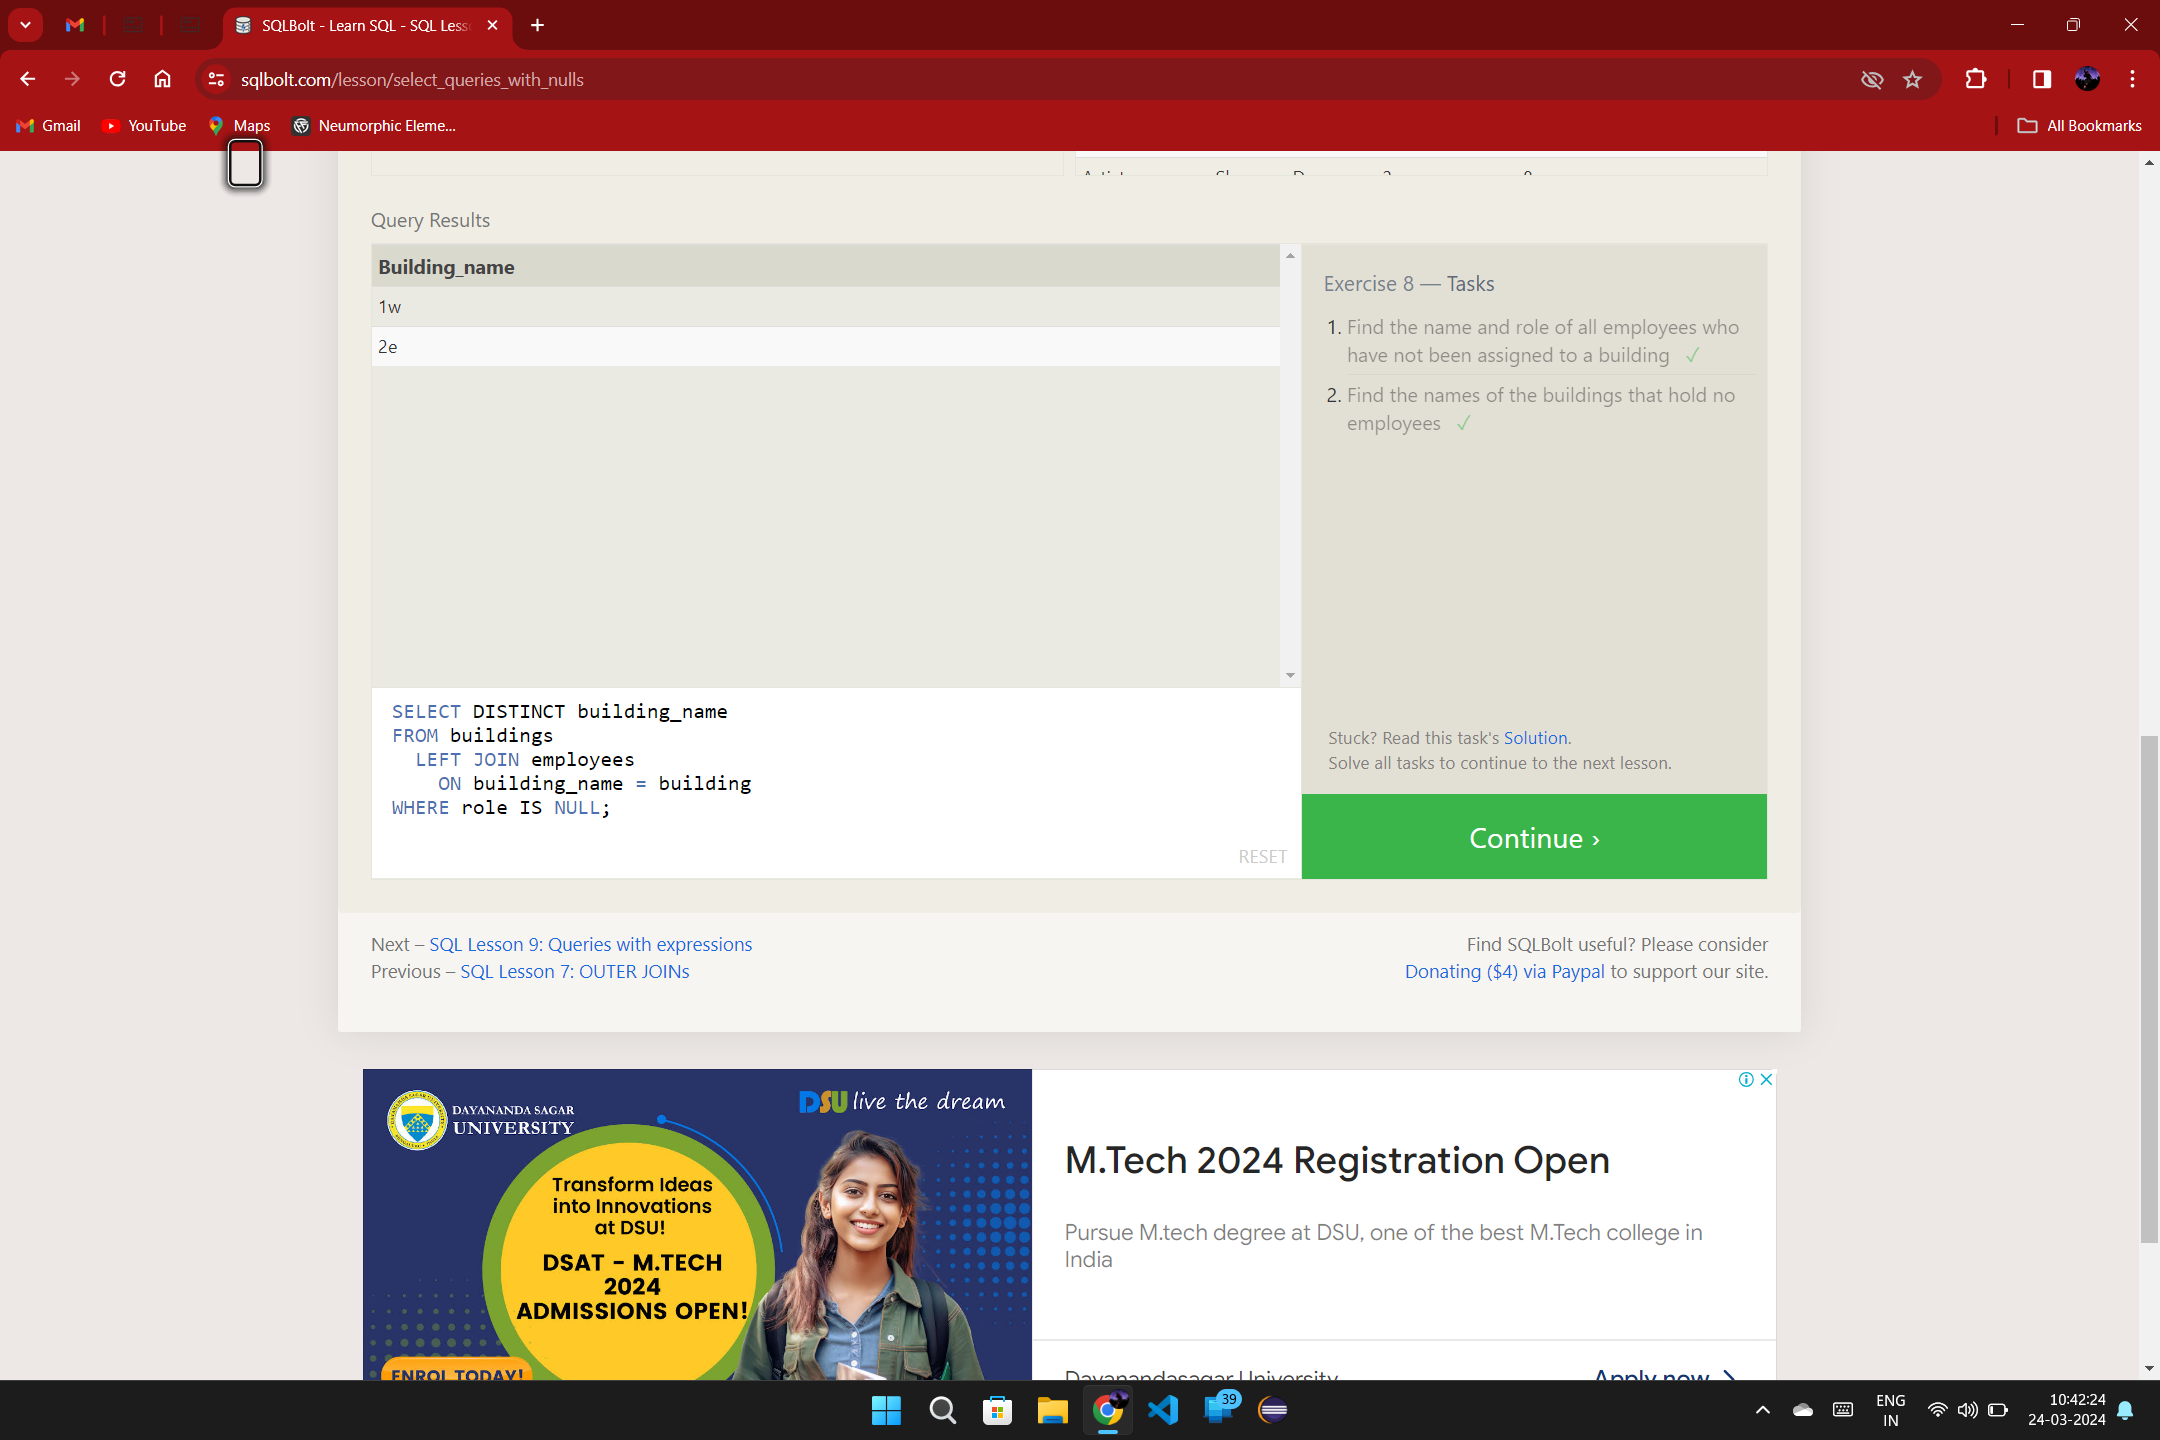 SQLBolt - Learn SQL - SQL Less
sqlbolt.com/lesson/select_queries_with_nulls
Gmail
YouTube
Maps
Neumorphic Eleme...
All Bookmarks
Query Results
Building_name
1w
2e
Exercise 8 — Tasks
1. Find the name and role of all employees who
have not been assigned to a building ✓
2. Find the names of the buildings that hold no
employees ✓
SELECT DISTINCT building_name
FROM buildings
LEFT JOIN employees
ON building_name = building
WHERE role IS NULL;
RESET
Stuck? Read this task's Solution.
Solve all tasks to continue to the next lesson.
Continue ›
Next – SQL Lesson 9: Queries with expressions
Previous – SQL Lesson 7: OUTER JOINs
Find SQLBolt useful? Please consider
Donating ($4) via Paypal to support our site.
DAYANANDA SAGAR
UNIVERSITY
DSU live the dream
Transform Ideas
into Innovations
at DSU!
DSAT - M.TECH
2024
ADMISSIONS OPEN!
ENROL TODAY!
M.Tech 2024 Registration Open
Pursue M.tech degree at DSU, one of the best M.Tech college in
India
Dayanandasagar University
Apply now
39
ENG
IN
10:42:24
24-03-2024